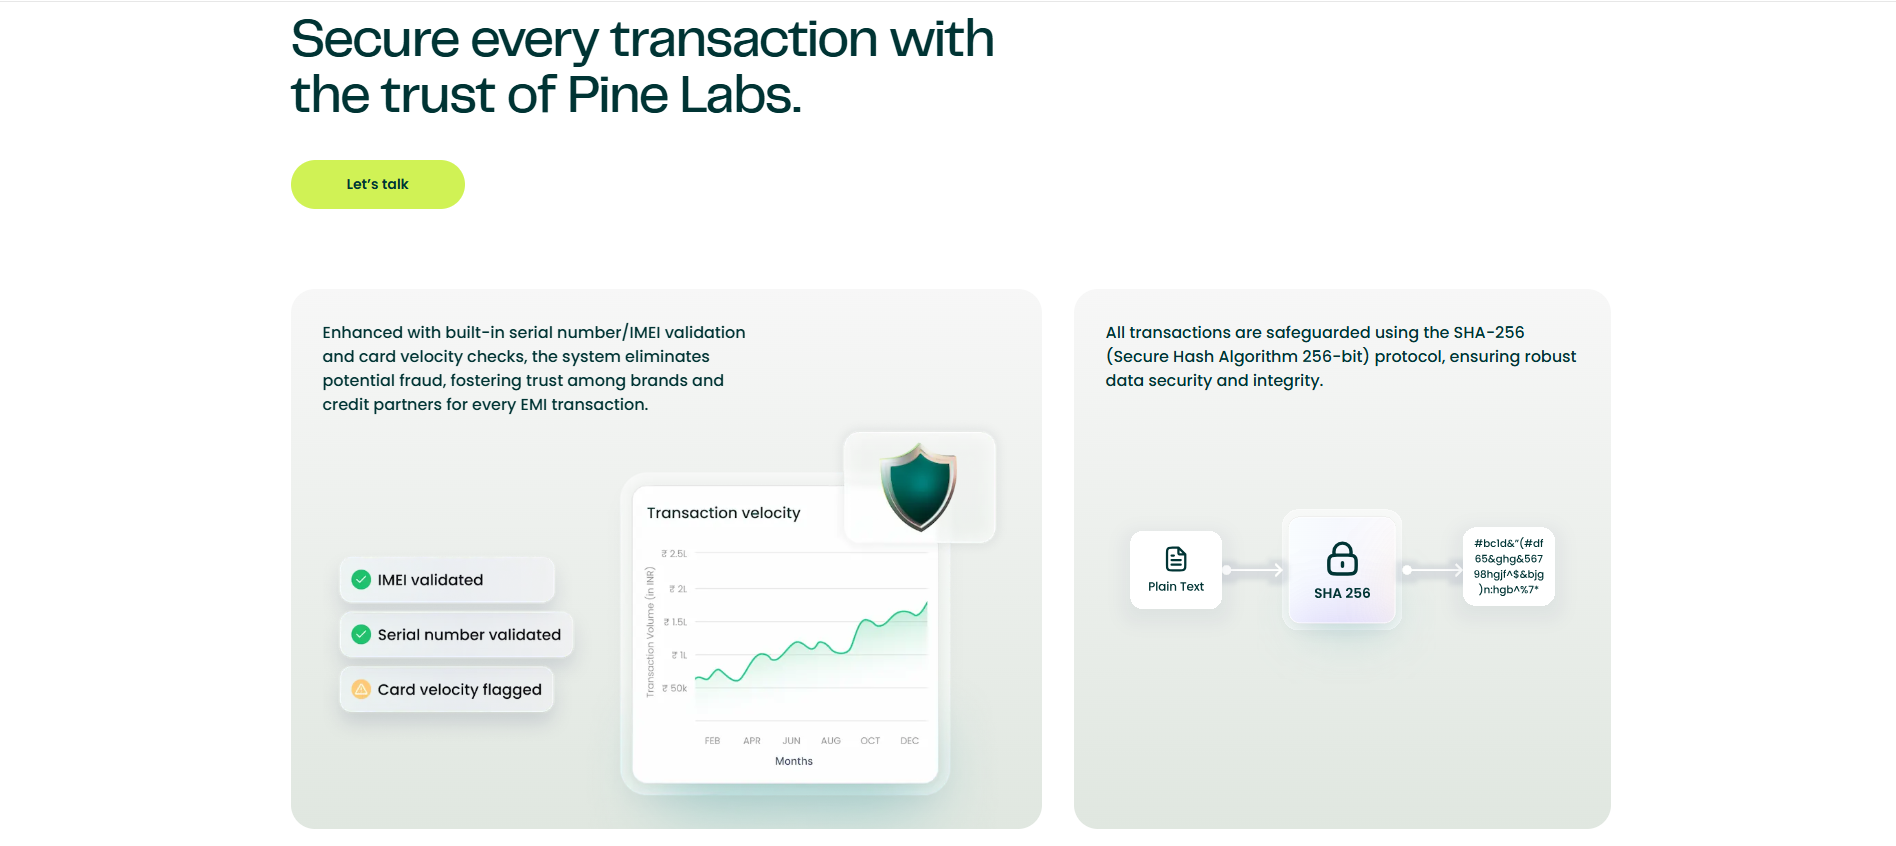 Secure every transaction with
the trust of Pine Labs.
Let’s talk
Enhanced with built-in serial number/IMEI validation
and card velocity checks, the system eliminates
potential fraud, fostering trust among brands and
credit partners for every EMI transaction.
IMEI validated
Serial number validated
Card velocity flagged
Transaction velocity
Transaction Volume (in INR)
₹ 2.5L
₹ 2L
₹ 1.5L
₹ 1L
₹ 50k
FEB APR JUN AUG OCT DEC
Months
All transactions are safeguarded using the SHA-256
(Secure Hash Algorithm 256-bit) protocol, ensuring robust
data security and integrity.
Plain Text
SHA 256
#bc1d&"(#df
65&ghg&567
98hgjf^$&bjg
)n:hgb^%7*